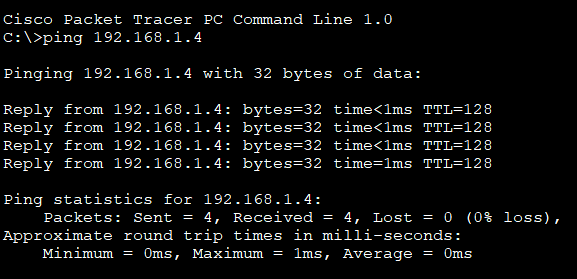 Cisco Packet Tracer PC Command Line 1.0
C:\>ping 192.168.1.4
Pinging 192.168.1.4 with 32 bytes of data:
Reply from 192.168.1.4: bytes=32 time<1ms TTL=128
Reply from 192.168.1.4: bytes=32 time<1ms TTL=128
Reply from 192.168.1.4: bytes=32 time<1ms TTL=128
Reply from 192.168.1.4: bytes=32 time=1ms TTL=128
Ping statistics for 192.168.1.4:
    Packets: Sent = 4, Received = 4, Lost = 0 (0% loss),
Approximate round trip times in milli-seconds:
    Minimum = 0ms, Maximum = 1ms, Average = 0ms